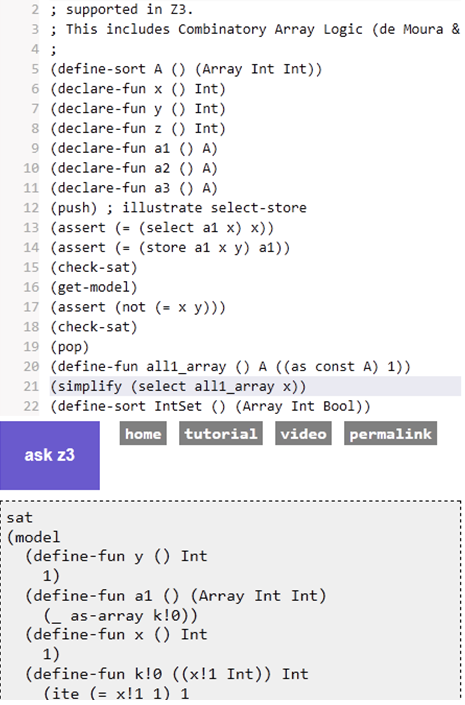 2 ; supported in Z3.
3 ; This includes Combinatory Array Logic (de Moura &
4 ;
5 (define-sort A () (Array Int Int))
6 (declare-fun x () Int)
7 (declare-fun y () Int)
8 (declare-fun z () Int)
9 (declare-fun a1 () A)
10 (declare-fun a2 () A)
11 (declare-fun a3 () A)
12 (push) ; illustrate select-store
13 (assert (= (select a1 x) x))
14 (assert (= (store a1 x y) a1))
15 (check-sat)
16 (get-model)
17 (assert (not (= x y)))
18 (check-sat)
19 (pop)
20 (define-fun all1_array () A ((as const A) 1))
21 (simplify (select all1_array x))
22 (define-sort IntSet () (Array Int Bool))
ask z3
home tutorial video permalink
sat
(model
(define-fun y () Int
1)
(define-fun a1 () (Array Int Int)
(_ as-array k!0))
(define-fun x () Int
1)
(define-fun k!0 ((x!1 Int)) Int
(ite (= x!1 1) 1